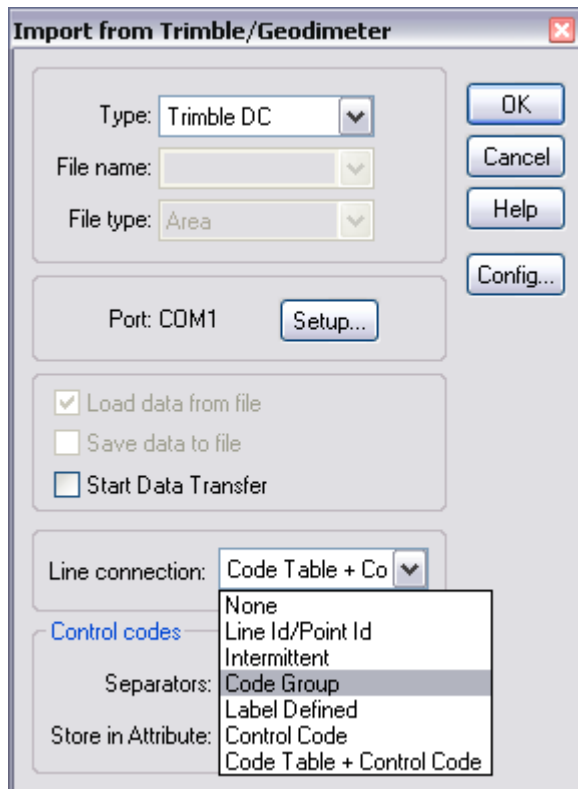 Import from Trimble/Geodimeter
Type: Trimble DC
OK
File name:
Cancel
File type: Area
Help
Config...
Port: COM1 Setup...
Load data from file
Save data to file
Start Data Transfer
Line connection: Code Table + Co
None
Line Id/Point Id
Intermittent
Control codes
Separators: Code Group
Label Defined
Store in Attribute: Control Code
Code Table + Control Code